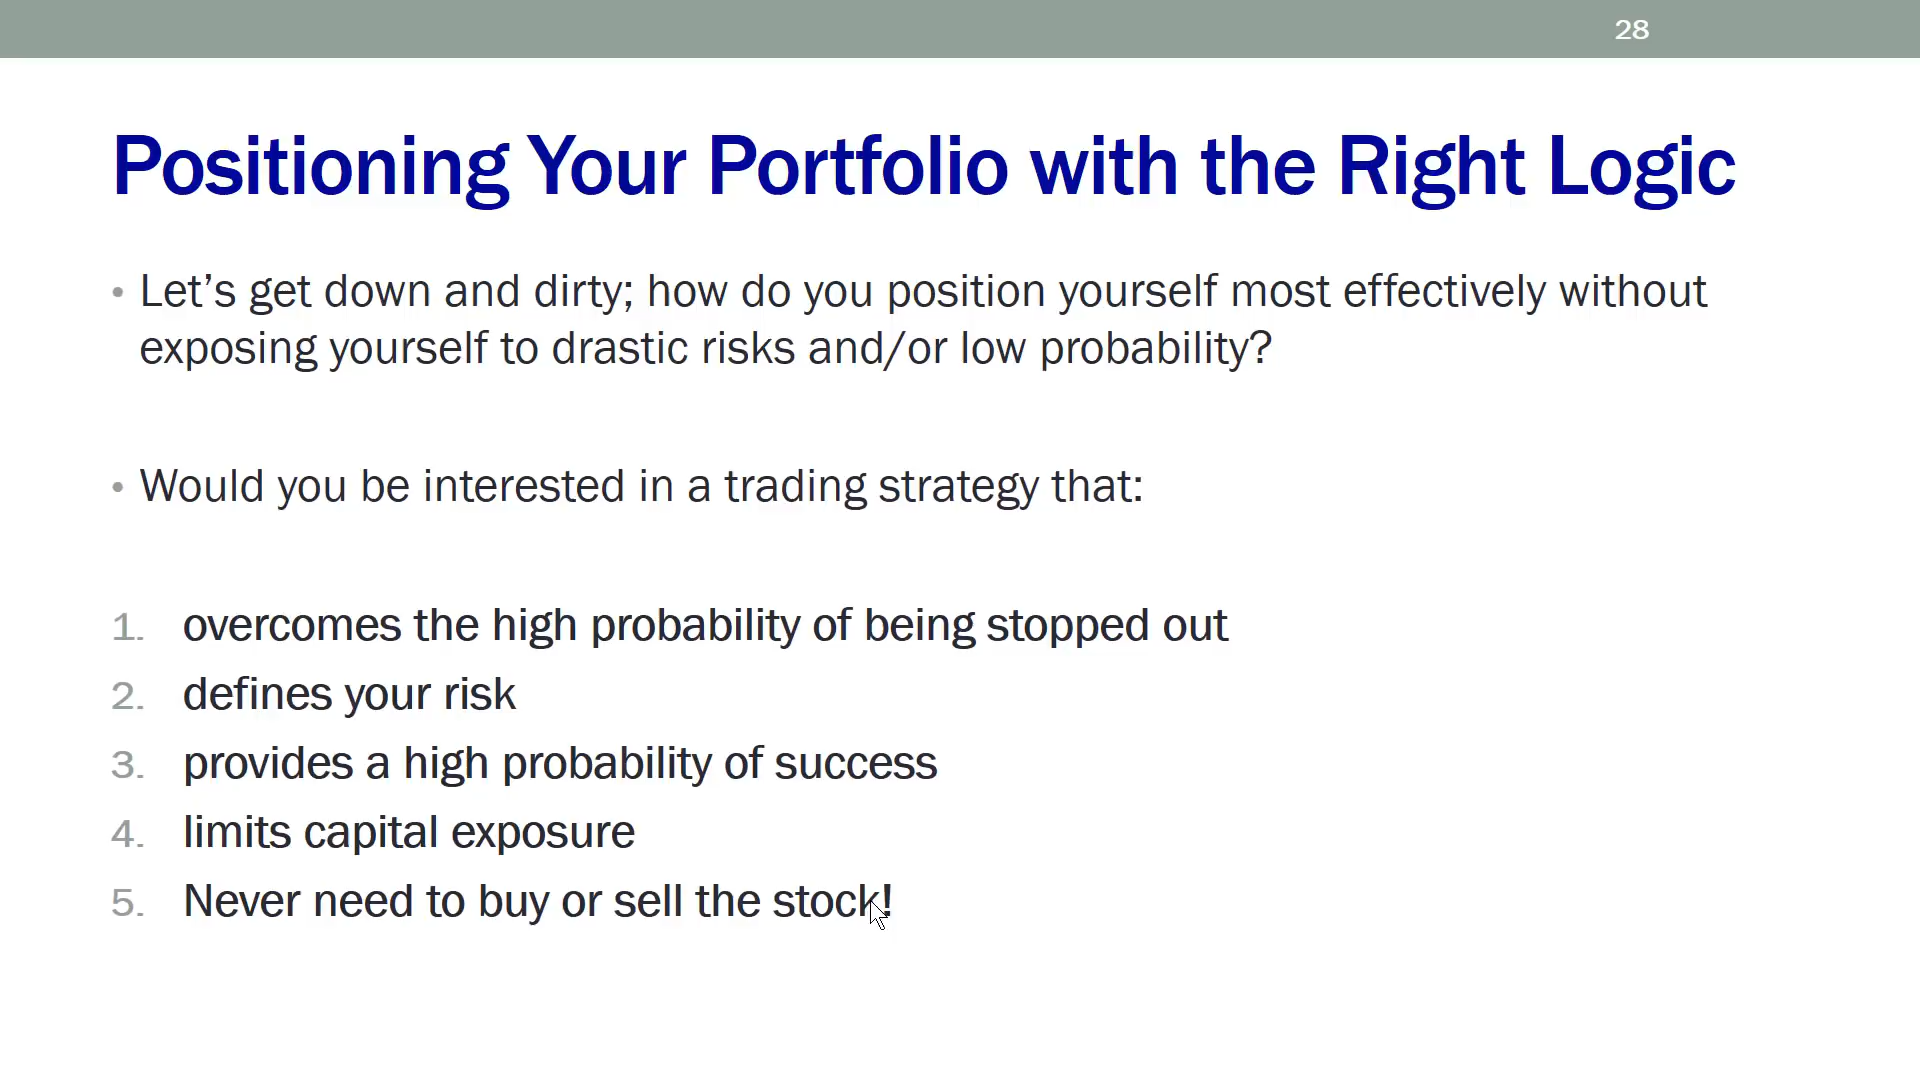 28
Positioning Your Portfolio with the Right Logic
• Let’s get down and dirty; how do you position yourself most effectively without
exposing yourself to drastic risks and/or low probability?
• Would you be interested in a trading strategy that:
1. overcomes the high probability of being stopped out
2. defines your risk
3. provides a high probability of success
4. limits capital exposure
5. Never need to buy or sell the stock!